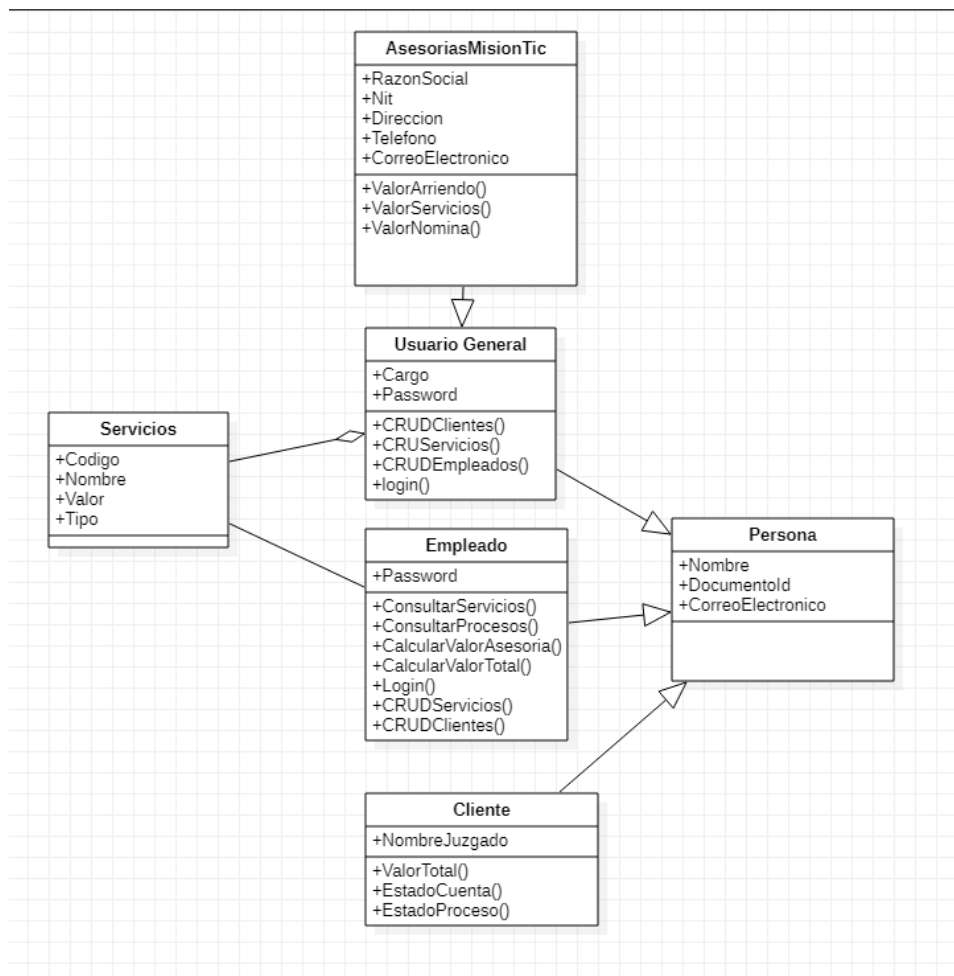 AsesoriasMisionTic
+RazonSocial
+Nit
+Direccion
+Telefono
+CorreoElectronico
+ValorArriendo()
+ValorServicios()
+ValorNomina()
Usuario General
+Cargo
+Password
+CRUDClientes()
+CRUServicios()
+CRUDEmpleados()
+login()
Servicios
+Codigo
+Nombre
+Valor
+Tipo
Empleado
+Password
+ConsultarServicios()
+ConsultarProcesos()
+CalcularValorAsesoria()
+CalcularValorTotal()
+Login()
+CRUDServicios()
+CRUDClientes()
Persona
+Nombre
+DocumentoId
+CorreoElectronico
Cliente
+NombreJuzgado
+ValorTotal()
+EstadoCuenta()
+EstadoProceso()